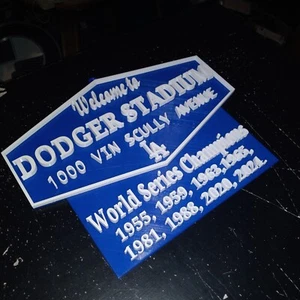 Welcome to
DODGER STADIUM
1000 VIN SCULLY AVENUE
14
World Series Champions
1955, 1959, 1963, 1965,
1981, 1988, 2020, 2024